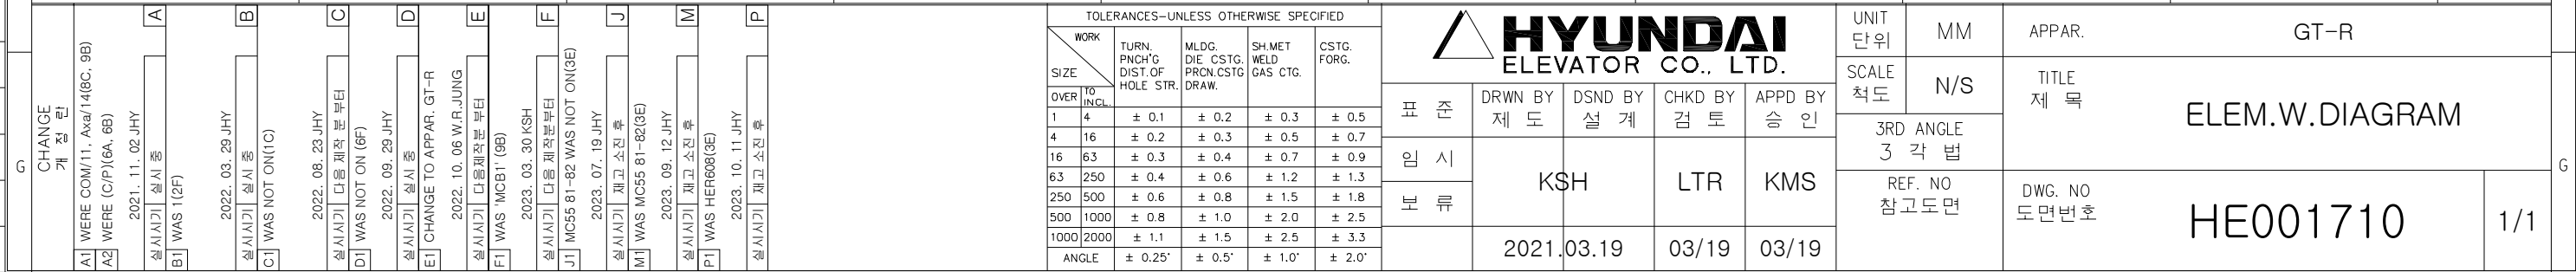 G
CHANGE
개 정 란
A1 WERE COM/11, Axa/14(8C, 9B)
A2 WERE (C/P)(6A, 6B)
2021. 11. 02 JHY
실시시기 실시 중 A
B1 WAS 1(2F)
2022. 03. 29 JHY
실시시기 실시 중 B
C1 WAS NOT ON(1C)
2022. 08. 23 JHY
실시시기 다음 제작 분 부터 C
D1 WAS NOT ON (6F)
2022. 09. 29 JHY
실시시기 실시 중 D
E1 CHANGE TO APPAR. GT-R
2022. 10. 06 W.R.JUNG
실시시기 다음제작분 부터 E
F1 WAS 'MCB1' (9B)
2023. 03. 30 KSH
실시시기 다음 제작분부터 F
J1 MC55 81-82 WAS NOT ON(3E)
2023. 07. 19 JHY
실시시기 재고 소진 후 J
M1 WAS MC55 81-82(3E)
2023. 09. 12 JHY
실시시기 재고 소진 후 M
P1 WAS HER608(3E)
2023. 10. 11 JHY
실시시기 재고 소진 후 P
TOLERANCES-UNLESS OTHERWISE SPECIFIED
WORK
SIZE
OVER TO INCL.
TURN. PNCH'G DIST.OF HOLE STR.
MLDG. DIE CSTG. PRCN.CSTG DRAW.
SH.MET WELD GAS CTG.
CSTG. FORG.
1 4 ± 0.1 ± 0.2 ± 0.3 ± 0.5
4 16 ± 0.2 ± 0.3 ± 0.5 ± 0.7
16 63 ± 0.3 ± 0.4 ± 0.7 ± 0.9
63 250 ± 0.4 ± 0.6 ± 1.2 ± 1.3
250 500 ± 0.6 ± 0.8 ± 1.5 ± 1.8
500 1000 ± 0.8 ± 1.0 ± 2.0 ± 2.5
1000 2000 ± 1.1 ± 1.5 ± 2.5 ± 3.3
ANGLE ± 0.25° ± 0.5° ± 1.0° ± 2.0°
HYUNDAI
ELEVATOR CO., LTD.
표 준
임 시
보 류
DRWN BY DSND BY CHKD BY APPD BY
제 도 설 계 검 토 승 인
KSH LTR KMS
2021.03.19 03/19 03/19
UNIT
단위
MM
SCALE
척도
N/S
3RD ANGLE
3 각 법
REF. NO
참고도면
APPAR. GT-R
TITLE
제 목
ELEM.W.DIAGRAM
DWG. NO
도면번호
HE001710
1/1
G